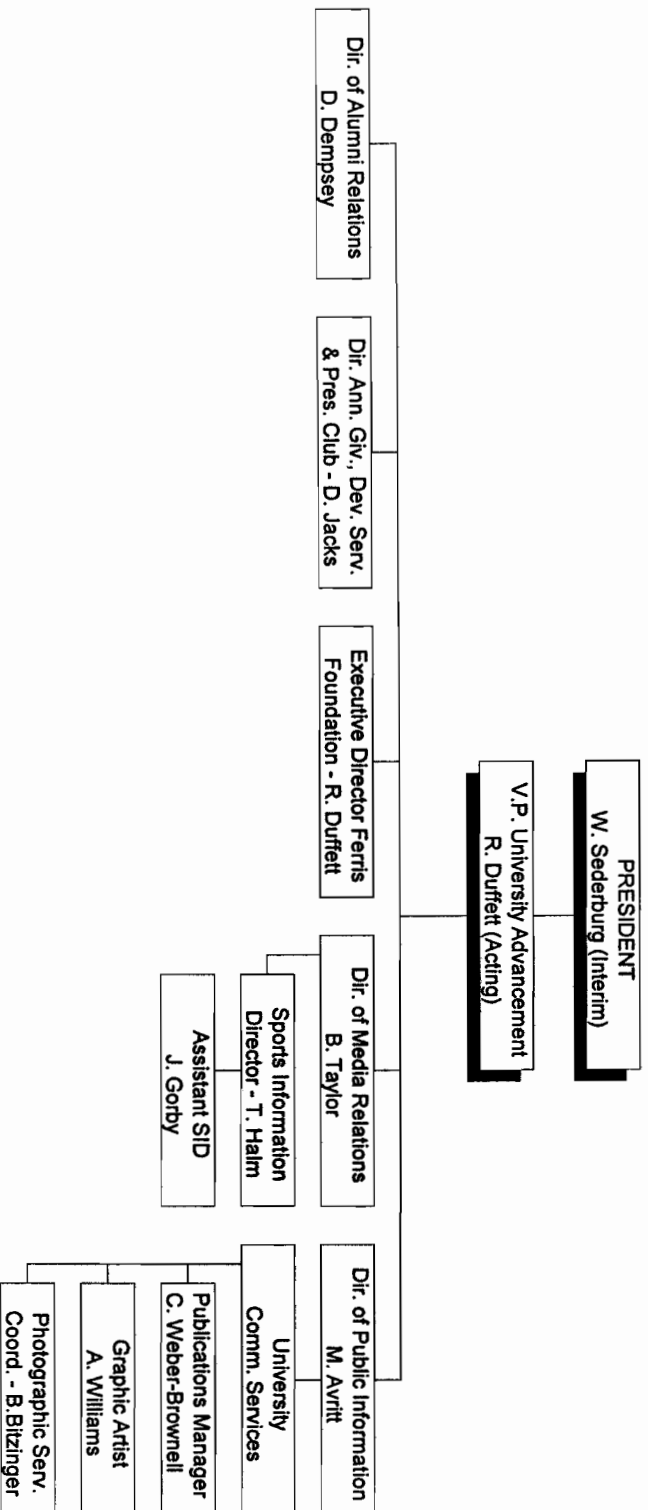 PRESIDENT
W. Sederburg (Interim)
V.P. University Advancement
R. Duffett (Acting)
Dir. of Alumni Relations
D. Dempsey
Dir. Ann. Giv., Dev. Serv.
& Pres. Club - D. Jacks
Executive Director Ferris
Foundation - R. Duffett
Dir. of Media Relations
B. Taylor
Sports Information
Director - T. Halm
Assistant SID
J. Gorby
Dir. of Public Information
M. Avritt
University
Comm. Services
Publications Manager
C. Weber-Brownell
Graphic Artist
A. Williams
Photographic Serv.
Coord. - B.Bitzinger